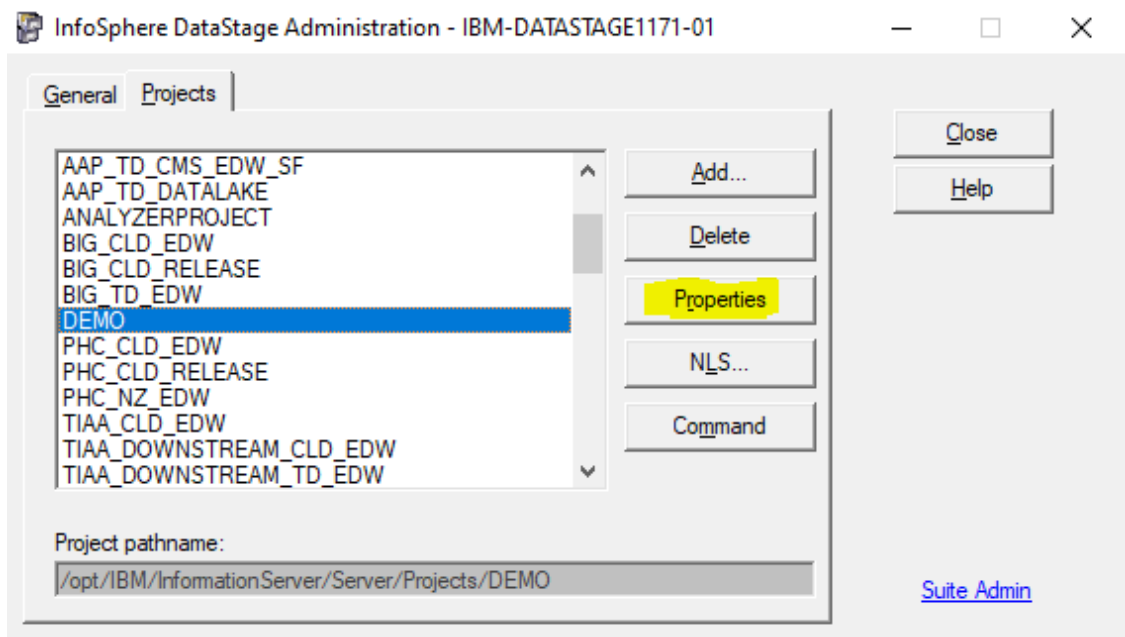 InfoSphere DataStage Administration - IBM-DATASTAGE1171-01
General Projects
AAP_TD_CMS_EDW_SF
AAP_TD_DATALAKE
ANALYZERPROJECT
BIG_CLD_EDW
BIG_CLD_RELEASE
BIG_TD_EDW
DEMO
PHC_CLD_EDW
PHC_CLD_RELEASE
PHC_NZ_EDW
TIAA_CLD_EDW
TIAA_DOWNSTREAM_CLD_EDW
TIAA_DOWNSTREAM_TD_EDW
Add...
Delete
Properties
NLS...
Command
Close
Help
Project pathname:
/opt/IBM/InformationServer/Server/Projects/DEMO
Suite Admin